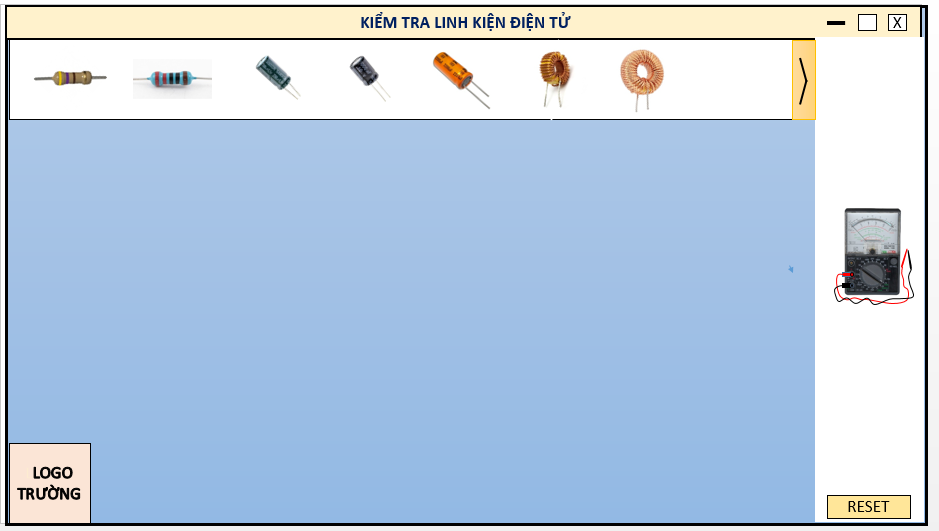 KIỂM TRA LINH KIỆN ĐIỆN TỬ
X
LOGO
TRƯỜNG
RESET